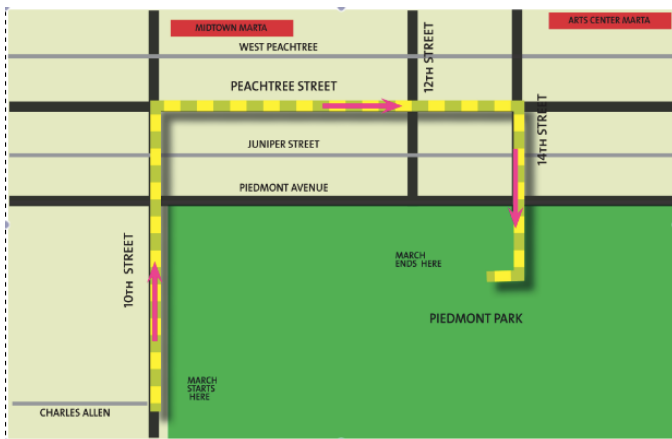 MIDTOWN MARTA
ARTS CENTER MARTA
WEST PEACHTREE
12TH STREET
PEACHTREE STREET
14TH STREET
JUNIPER STREET
PIEDMONT AVENUE
10TH STREET
MARCH
ENDS HERE
PIEDMONT PARK
MARCH
STARTS
HERE
CHARLES ALLEN